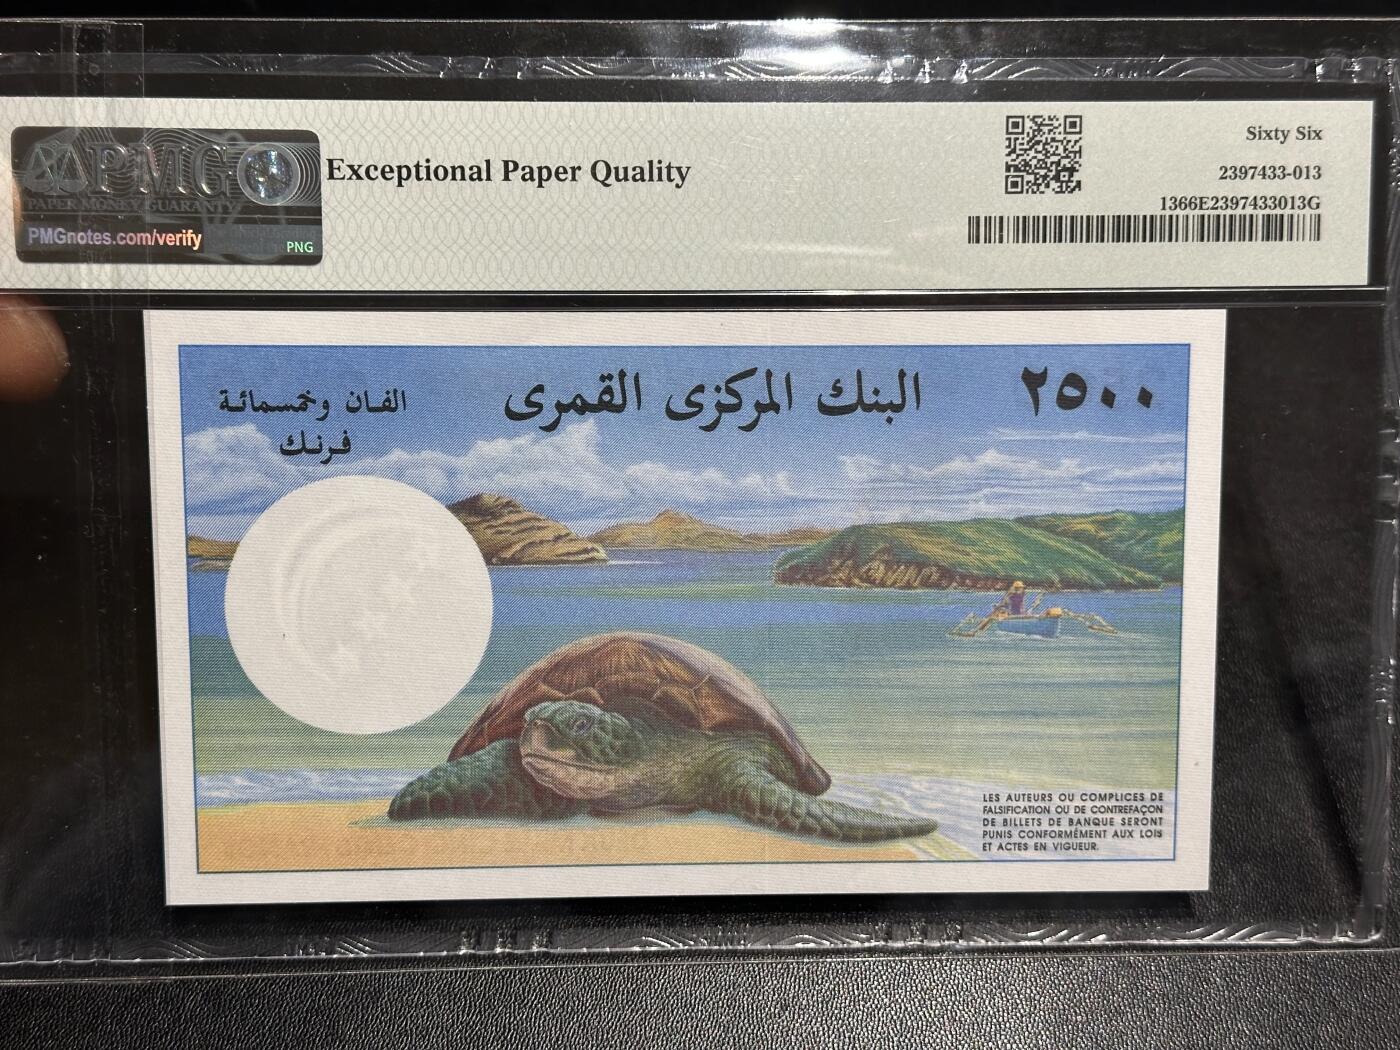 PMG
PAPER MONEY GUARANTY
PMGnotes.com/verify
PNG
Exceptional Paper Quality
Sixty Six
2397433-013
1366E2397433013G
الفان وخمسمائة
فرنك
البنك المركزى القمرى
٢٥٠٠
LES AUTEURS OU COMPLICES DE
FALSIFICATION OU DE CONTREFAÇON
DE BILLETS DE BANQUE SERONT
PUNIS CONFORMÉMENT AUX LOIS
ET ACTES EN VIGUEUR.